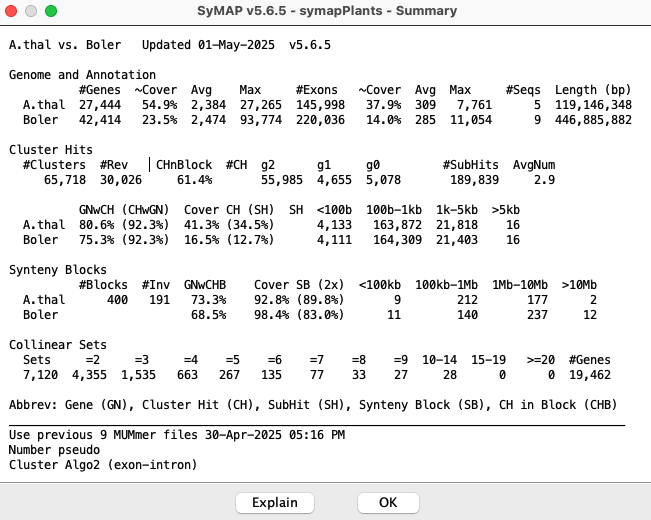 SyMAP v5.6.5 - symapPlants - Summary
A.thal vs. Boler   Updated 01-May-2025  v5.6.5
Genome and Annotation
#Genes  ~Cover  Avg    Max     #Exons  ~Cover  Avg  Max     #Seqs  Length (bp)
A.thal  27,444  54.9%  2,384  27,265  145,998  37.9%  309   7,761      5  119,146,348
Boler   42,414  23.5%  2,474  93,774  220,036  14.0%  285  11,054      9  446,885,882
Cluster Hits
#Clusters  #Rev  | CHnBlock  #CH  g2      g1     g0         #SubHits  AvgNum
65,718  30,026     61.4%       55,985  4,655  5,078       189,839     2.9
GNwCH (CHwGN)  Cover CH (SH)  SH  <100b  100b-1kb  1k-5kb  >5kb
A.thal  80.6% (92.3%)  41.3% (34.5%)      4,133   163,872  21,818    16
Boler   75.3% (92.3%)  16.5% (12.7%)      4,111   164,309  21,403    16
Synteny Blocks
#Blocks  #Inv  GNwCHB    Cover SB (2x)  <100kb  100kb-1Mb  1Mb-10Mb  >10Mb
A.thal      400   191   73.3%    92.8% (89.8%)       9        212       177      2
Boler                   68.5%    98.4% (83.0%)      11        140       237     12
Collinear Sets
Sets     =2     =3    =4   =5   =6   =7   =8   =9  10-14  15-19  >=20  #Genes
7,120  4,355  1,535   663  267  135   77   33   27     28      0     0  19,462
Abbrev: Gene (GN), Cluster Hit (CH), SubHit (SH), Synteny Block (SB), CH in Block (CHB)
Use previous 9 MUMmer files 30-Apr-2025 05:16 PM
Number pseudo
Cluster Algo2 (exon-intron)
Explain  OK